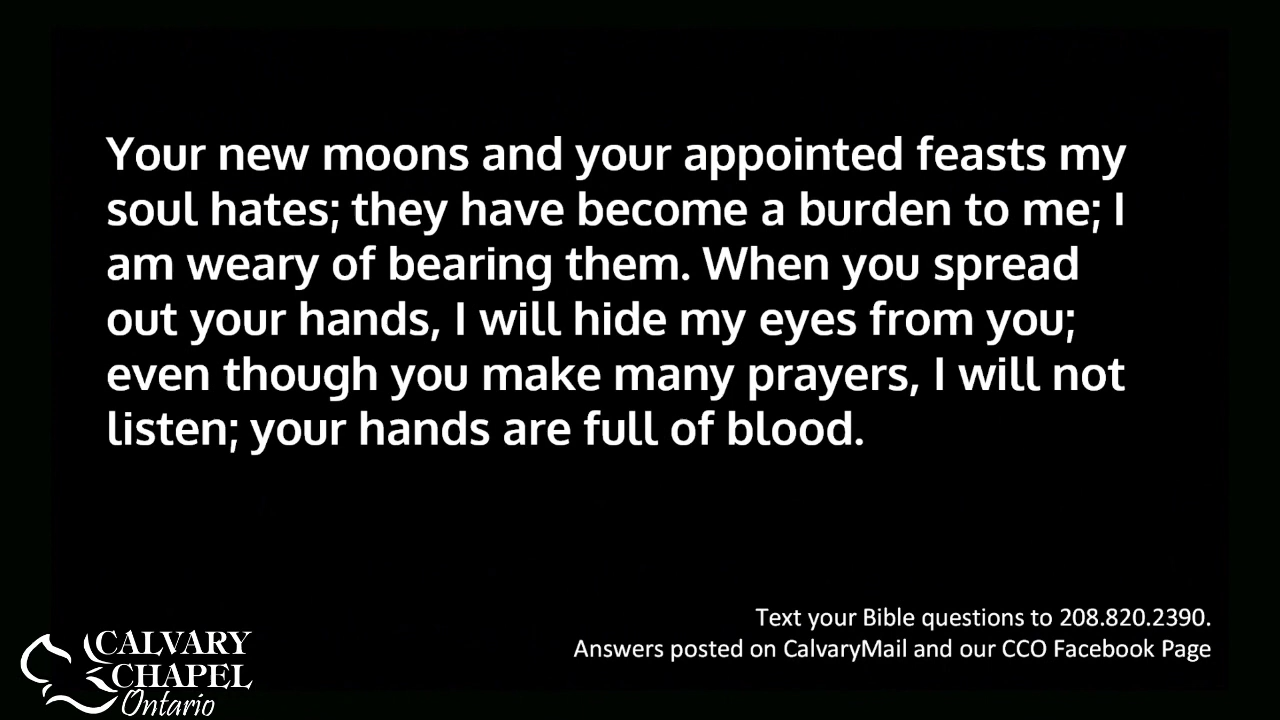 Your new moons and your appointed feasts my
soul hates; they have become a burden to me; I
am weary of bearing them. When you spread
out your hands, I will hide my eyes from you;
even though you make many prayers, I will not
listen; your hands are full of blood.
Text your Bible questions to 208.820.2390.
Answers posted on CalvaryMail and our CCO Facebook Page
CALVARY
CHAPEL
Ontario